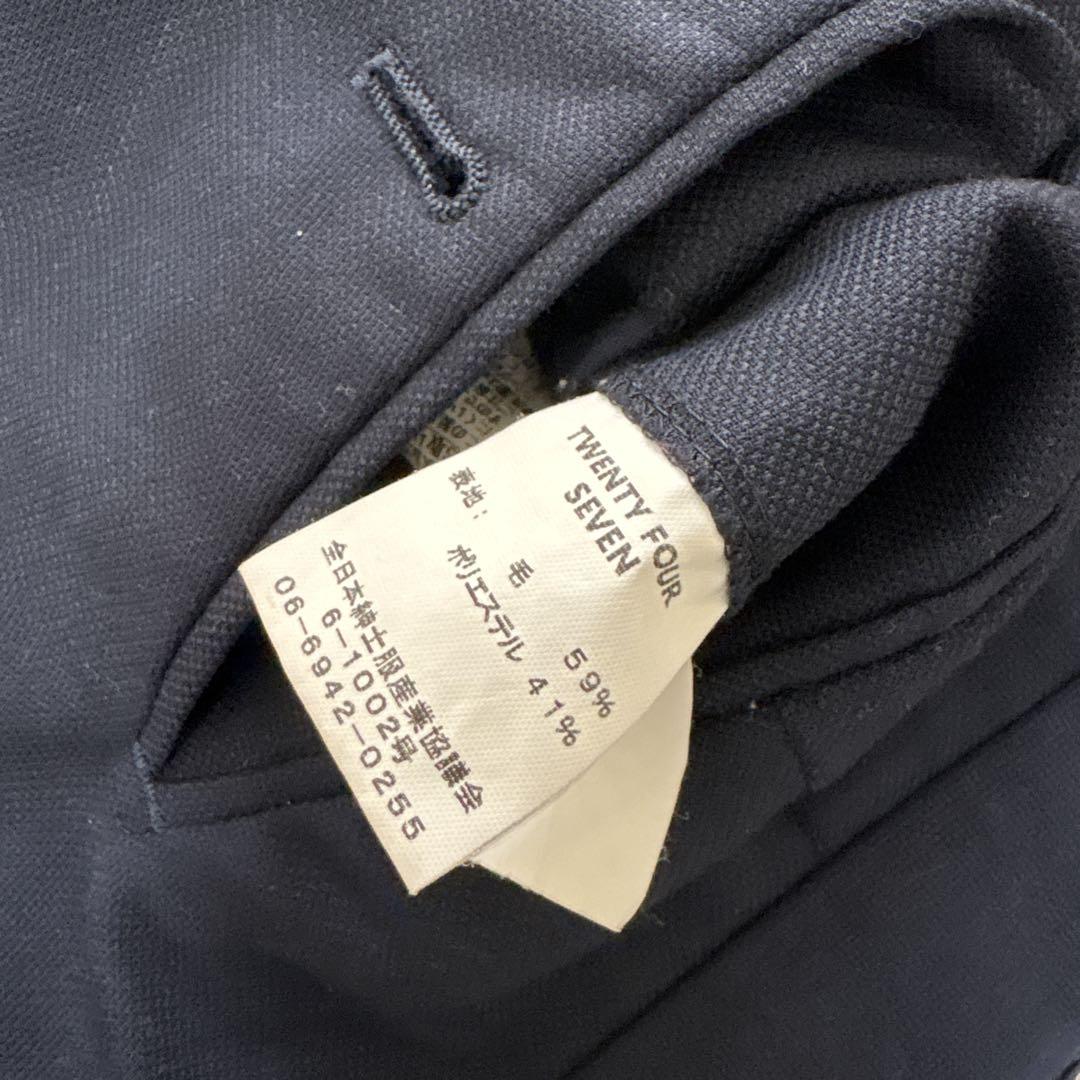 TWENTY FOUR
SEVEN
表地:
毛 59%
ポリエステル 41%
全日本紳士服産業協議会
6-1002号
06-6942-0255